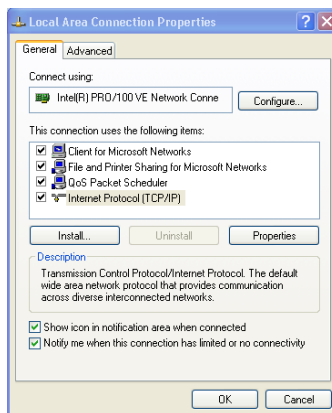 Local Area Connection Properties
General
Advanced
Connect using:
Intel(R) PRO/100 VE Network Conne
Configure...
This connection uses the following items:
Client for Microsoft Networks
File and Printer Sharing for Microsoft Networks
QoS Packet Scheduler
Internet Protocol (TCP/IP)
Install...
Uninstall
Properties
Description
Transmission Control Protocol/Internet Protocol. The default
wide area network protocol that provides communication
across diverse interconnected networks.
Show icon in notification area when connected
Notify me when this connection has limited or no connectivity
OK
Cancel